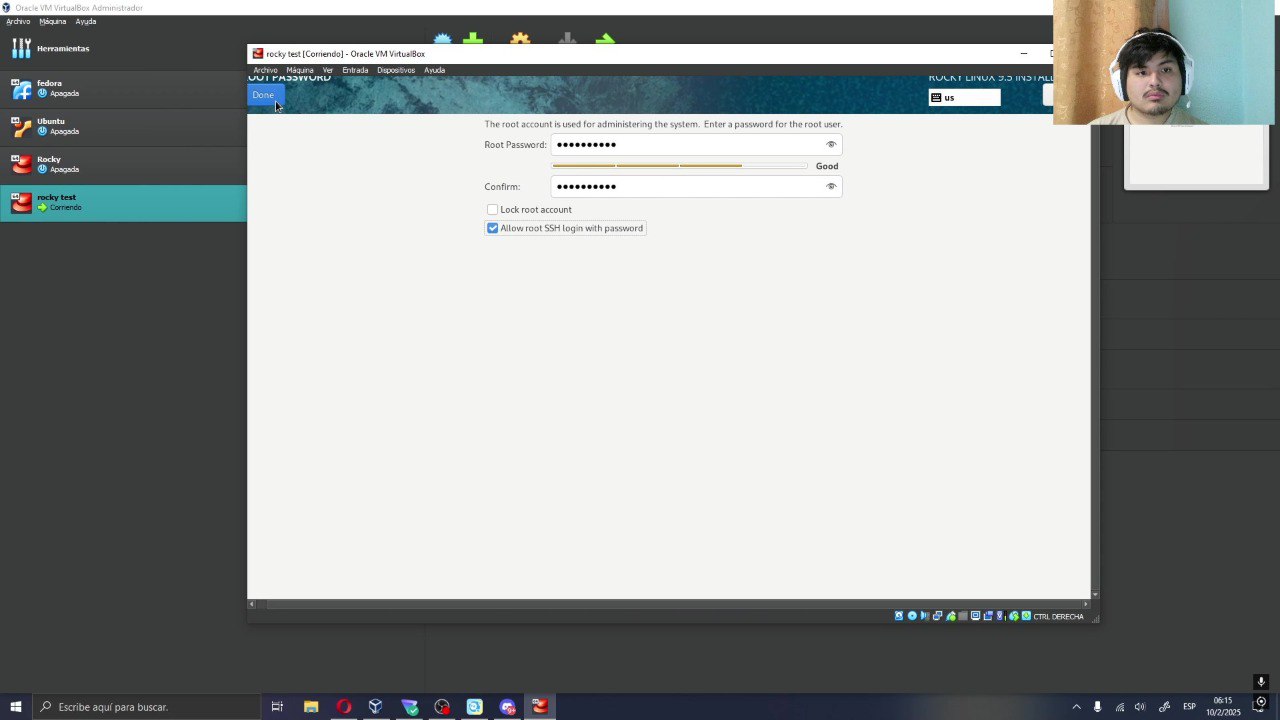 Oracle VM VirtualBox Administrador
Archivo Máquina Ayuda
Herramientas
fedora
Apagada
Ubuntu
Apagada
Rocky
Apagada
rocky test
Corriendo
rocky test [Corriendo] - Oracle VM VirtualBox
Archivo Máquina Ver Entrada Dispositivos Ayuda
OOT PASSWORD
ROCKY LINUX 9.5 INSTALL
Done
us
The root account is used for administering the system. Enter a password for the root user.
Root Password: ••••••••••
Good
Confirm: ••••••••••
Lock root account
Allow root SSH login with password
CTRL DERECHA
Escribe aquí para buscar.
ESP
06:15
10/2/2025